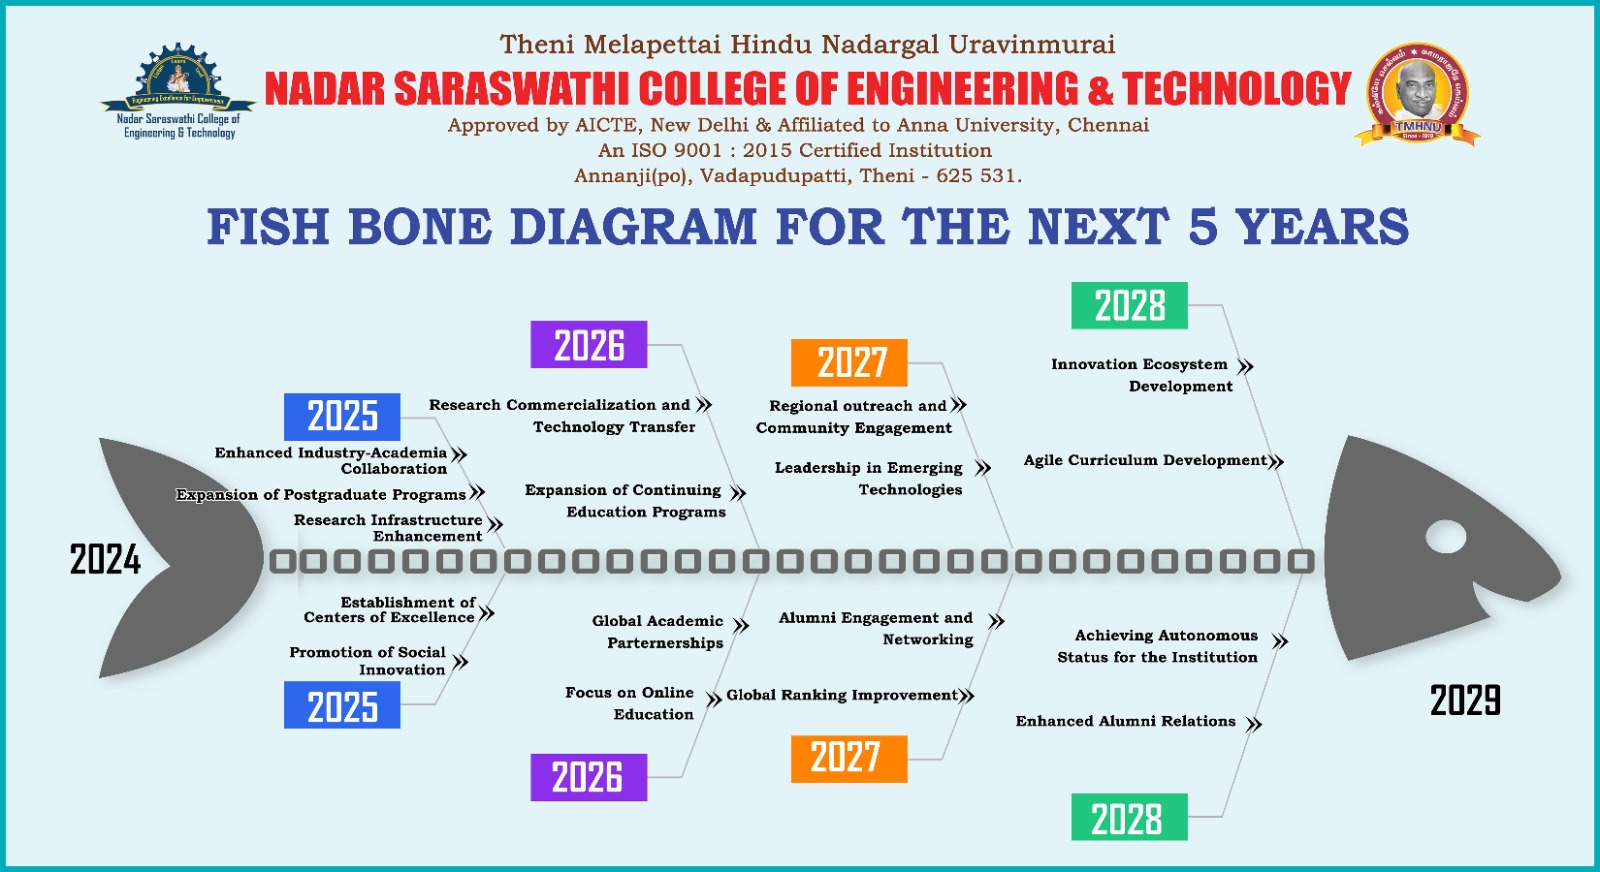 Theni Melapettai Hindu Nadargal Uravinmurai
NADAR SARASWATHI COLLEGE OF ENGINEERING & TECHNOLOGY
Approved by AICTE, New Delhi & Affiliated to Anna University, Chennai
An ISO 9001 : 2015 Certified Institution
Annanji(po), Vadapudupatti, Theni - 625 531.
Engineering Excellence for Empowerment
Nadar Saraswathi College of
Engineering & Technology
TMHNU
FISH BONE DIAGRAM FOR THE NEXT 5 YEARS
2024
2025
Enhanced Industry-Academia
Collaboration
Expansion of Postgraduate Programs
Research Infrastructure
Enhancement
2026
Research Commercialization and
Technology Transfer
Expansion of Continuing
Education Programs
2027
Regional outreach and
Community Engagement
Leadership in Emerging
Technologies
2028
Innovation Ecosystem
Development
Agile Curriculum Development
Establishment of
Centers of Excellence
Promotion of Social
Innovation
2025
Global Academic
Parternerships
Focus on Online
Education
2026
Alumni Engagement and
Networking
Global Ranking Improvement
2027
Achieving Autonomous
Status for the Institution
Enhanced Alumni Relations
2028
2029